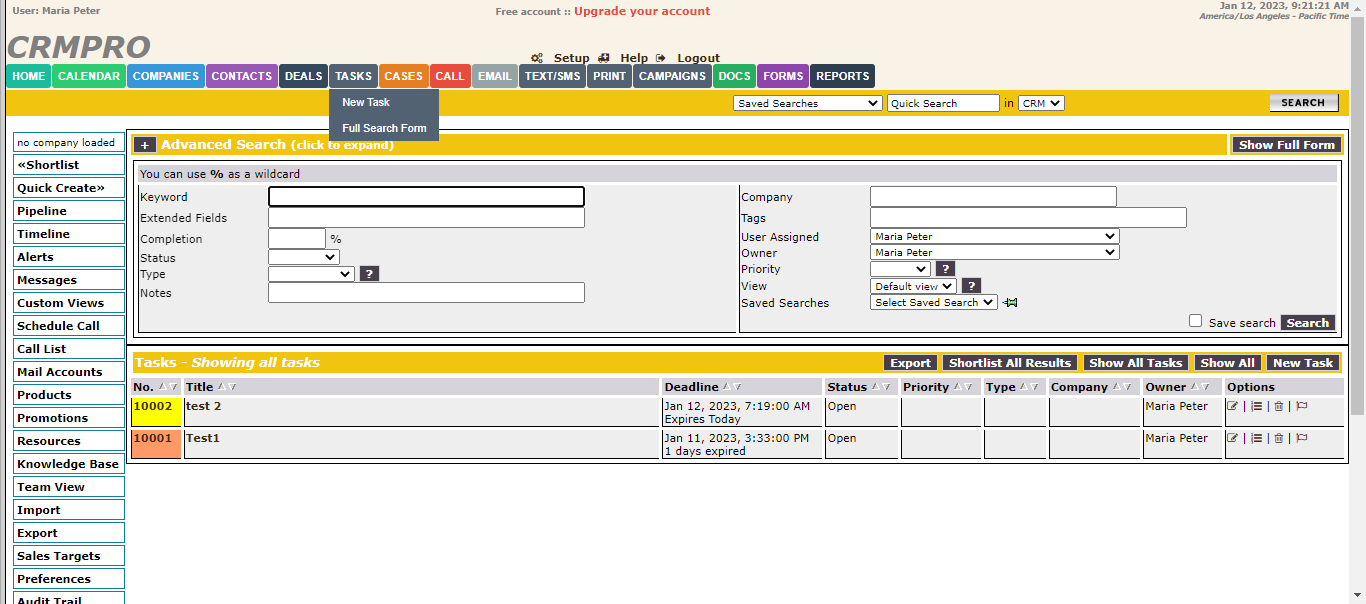 User: Maria Peter
Free account :: Upgrade your account
Jan 12, 2023, 9:21:21 AM
America/Los Angeles - Pacific Time
CRMPRO
Setup Help Logout
HOME CALENDAR COMPANIES CONTACTS DEALS TASKS CASES CALL EMAIL TEXT/SMS PRINT CAMPAIGNS DOCS FORMS REPORTS
New Task
Full Search Form
Saved Searches Quick Search in CRM SEARCH
no company loaded
«Shortlist
Quick Create»
Pipeline
Timeline
Alerts
Messages
Custom Views
Schedule Call
Call List
Mail Accounts
Products
Promotions
Resources
Knowledge Base
Team View
Import
Export
Sales Targets
Preferences
Audit Trail
+ Advanced Search (click to expand) Show Full Form
You can use % as a wildcard
Keyword
Extended Fields
Completion %
Status
Type ?
Notes
Company
Tags
User Assigned Maria Peter
Owner Maria Peter
Priority ?
View Default view ?
Saved Searches Select Saved Search
Save search Search
Tasks - Showing all tasks Export Shortlist All Results Show All Tasks Show All New Task
No. Title Deadline Status Priority Type Company Owner Options
10002 test 2 Jan 12, 2023, 7:19:00 AM Open Maria Peter | | |
Expires Today
10001 Test1 Jan 11, 2023, 3:33:00 PM Open Maria Peter | | |
1 days expired